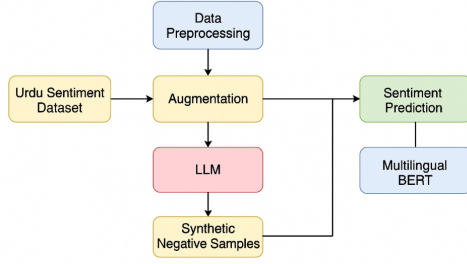 Data
Preprocessing
Urdu Sentiment
Dataset
Augmentation
Sentiment
Prediction
LLM
Multilingual
BERT
Synthetic
Negative Samples